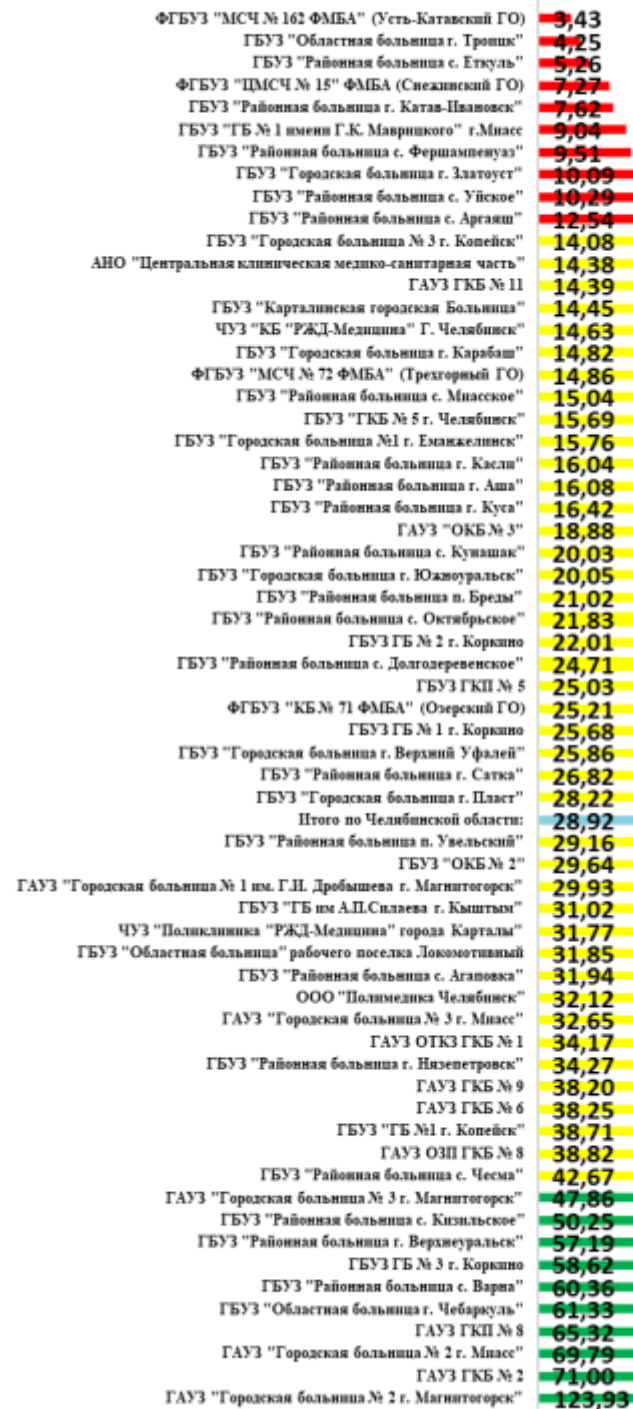 ФГБУЗ "МСЧ № 162 ФМБА" (Усть-Катавский ГО) 3,43
ГБУЗ "Областная больница г. Троицк" 4,25
ГБУЗ "Районная больница с. Еткуль" 5,26
ФГБУЗ "ЦМСЧ № 15" ФМБА (Снежинский ГО) 7,27
ГБУЗ "Районная больница г. Катав-Ивановск" 7,62
ГБУЗ "ГБ № 1 имени Г.К. Маврицкого" г.Миасс 9,04
ГБУЗ "Районная больница с. Фершампенуаз" 9,51
ГБУЗ "Городская больница г. Златоуст" 10,09
ГБУЗ "Районная больница с. Уйское" 10,29
ГБУЗ "Районная больница с. Аргаяш" 12,54
ГБУЗ "Городская больница № 3 г. Копейск" 14,08
АНО "Центральная клиническая медико-санитарная часть" 14,38
ГАУЗ ГКБ № 11 14,39
ГБУЗ "Карталинская городская Больница" 14,45
ЧУЗ "КБ "РЖД-Медицина" Г. Челябинск" 14,63
ГБУЗ "Городская больница г. Карабаш" 14,82
ФГБУЗ "МСЧ № 72 ФМБА" (Трехгорный ГО) 14,86
ГБУЗ "Районная больница с. Миасское" 15,04
ГБУЗ "ГКБ № 5 г. Челябинск" 15,69
ГБУЗ "Городская больница №1 г. Еманжелинск" 15,76
ГБУЗ "Районная больница г. Касли" 16,04
ГБУЗ "Районная больница г. Аша" 16,08
ГБУЗ "Районная больница г. Куса" 16,42
ГАУЗ "ОКБ № 3" 18,88
ГБУЗ "Районная больница с. Кунашак" 20,03
ГБУЗ "Городская больница г. Южноуральск" 20,05
ГБУЗ "Районная больница п. Бреды" 21,02
ГБУЗ "Районная больница с. Октябрьское" 21,83
ГБУЗ ГБ № 2 г. Коркино 22,01
ГБУЗ "Районная больница с. Долгодеревенское" 24,71
ГБУЗ ГКП № 5 25,03
ФГБУЗ "КБ № 71 ФМБА" (Озерский ГО) 25,21
ГБУЗ ГБ № 1 г. Коркино 25,68
ГБУЗ "Городская больница г. Верхний Уфалей" 25,86
ГБУЗ "Районная больница г. Сатка" 26,82
ГБУЗ "Городская больница г. Пласт" 28,22
Итого по Челябинской области: 28,92
ГБУЗ "Районная больница п. Увельский" 29,16
ГБУЗ "ОКБ № 2" 29,64
ГАУЗ "Городская больница № 1 им. Г.И. Дробышева г. Магнитогорск" 29,93
ГБУЗ "ГБ им А.П.Силаева г. Кыштым" 31,02
ЧУЗ "Поликлиника "РЖД-Медицина" города Карталы" 31,77
ГБУЗ "Областная больница" рабочего поселка Локомотивный 31,85
ГБУЗ "Районная больница с. Агаповка" 31,94
ООО "Полимедика Челябинск" 32,12
ГАУЗ "Городская больница № 3 г. Миасс" 32,65
ГАУЗ ОТКЗ ГКБ № 1 34,17
ГБУЗ "Районная больница г. Нязепетровск" 34,27
ГАУЗ ГКБ № 9 38,20
ГАУЗ ГКБ № 6 38,25
ГБУЗ "ГБ №1 г. Копейск" 38,71
ГАУЗ ОЗП ГКБ № 8 38,82
ГБУЗ "Районная больница с. Чесма" 42,67
ГАУЗ "Городская больница № 3 г. Магнитогорск" 47,86
ГБУЗ "Районная больница с. Кизильское" 50,25
ГБУЗ "Районная больница г. Верхнеуральск" 57,19
ГБУЗ ГБ № 3 г. Коркино 58,62
ГБУЗ "Районная больница с. Варна" 60,36
ГБУЗ "Областная больница г. Чебаркуль" 61,33
ГАУЗ ГКП № 8 65,32
ГАУЗ "Городская больница № 2 г. Миасс" 69,79
ГАУЗ ГКБ № 2 71,00
ГАУЗ "Городская больница № 2 г. Магнитогорск" 123,93